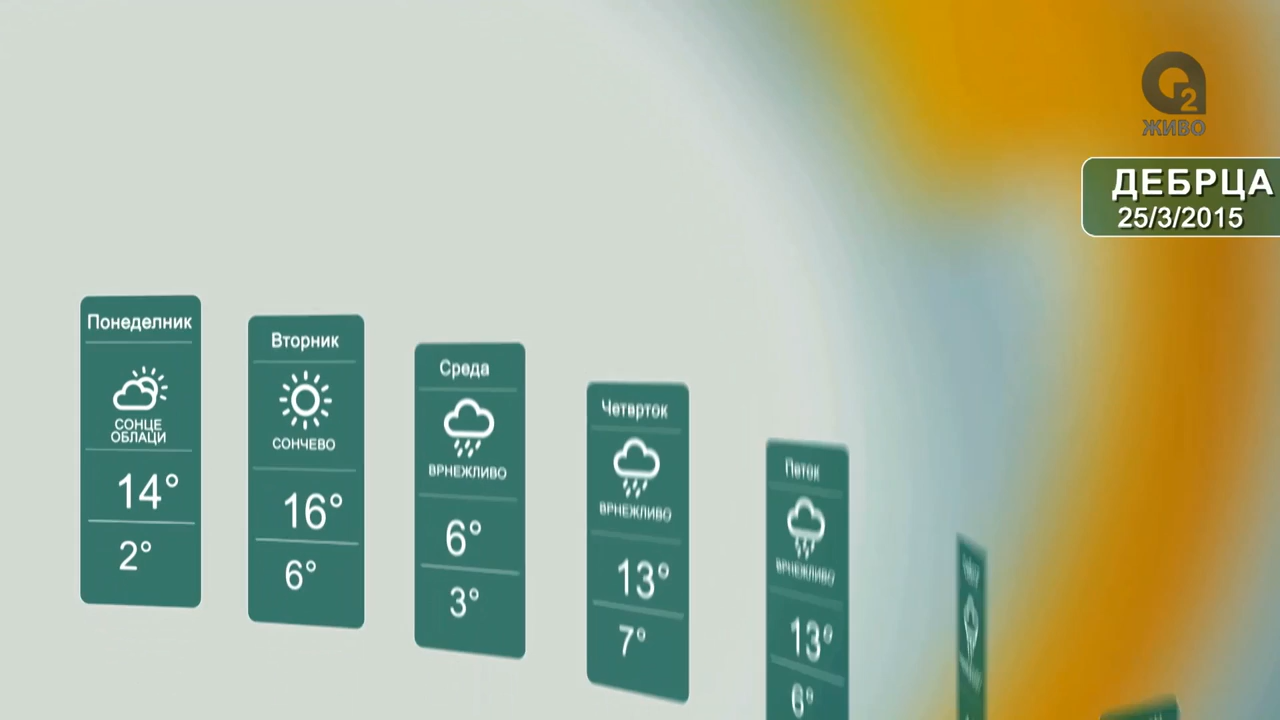 2
ЖИВО
ДЕБРЦА
25/3/2015
Понеделник
СОНЦЕ
ОБЛАЦИ
14°
2°
Вторник
СОНЧЕВО
16°
6°
Среда
ВРНЕЖЛИВО
6°
3°
Четврток
ВРНЕЖЛИВО
13°
7°
Петок
ВРНЕЖЛИВО
13°
6°